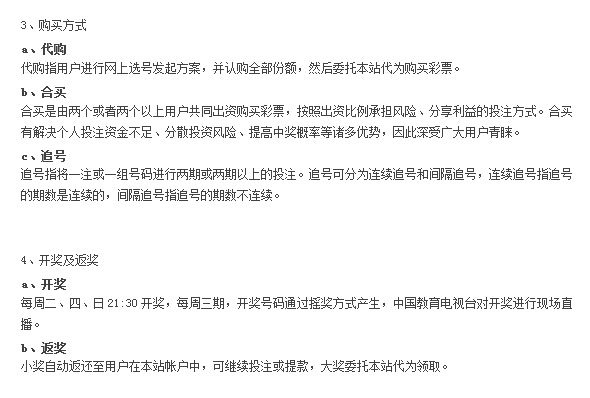 3、购买方式
a、代购
代购指用户进行网上选号发起方案，并认购全部份额，然后委托本站代为购买彩票。
b、合买
合买是由两个或者两个以上用户共同出资购买彩票，按照出资比例承担风险、分享利益的投注方式。合买
有解决个人投注资金不足、分散投资风险、提高中奖概率等诸多优势，因此深受广大用户青睐。
c、追号
追号指将一注或一组号码进行两期或两期以上的投注。追号可分为连续追号和间隔追号，连续追号指追号
的期数是连续的，间隔追号指追号的期数不连续。
4、开奖及返奖
a、开奖
每周二、四、日21:30开奖，每周三期，开奖号码通过摇奖方式产生，中国教育电视台对开奖进行现场直
播。
b、返奖
小奖自动返还至用户在本站帐户中，可继续投注或提款，大奖委托本站代为领取。